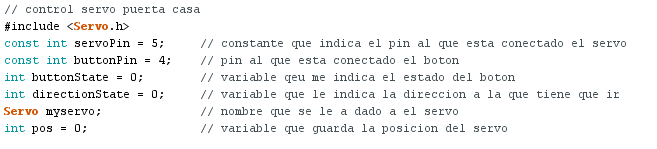 // control servo puerta casa
#include <Servo.h>
const int servoPin = 5;    // constante que indica el pin al que esta conectado el servo
const int buttonPin = 4;   // pin al que esta conectado el boton
int buttonState = 0;       // variable qeu me indica el estado del boton
int directionState = 0;    // variable que le indica la direccion a la que tiene que ir
Servo myservo;             // nombre que se le a dado a el servo
int pos = 0;               // variable que guarda la posicion del servo